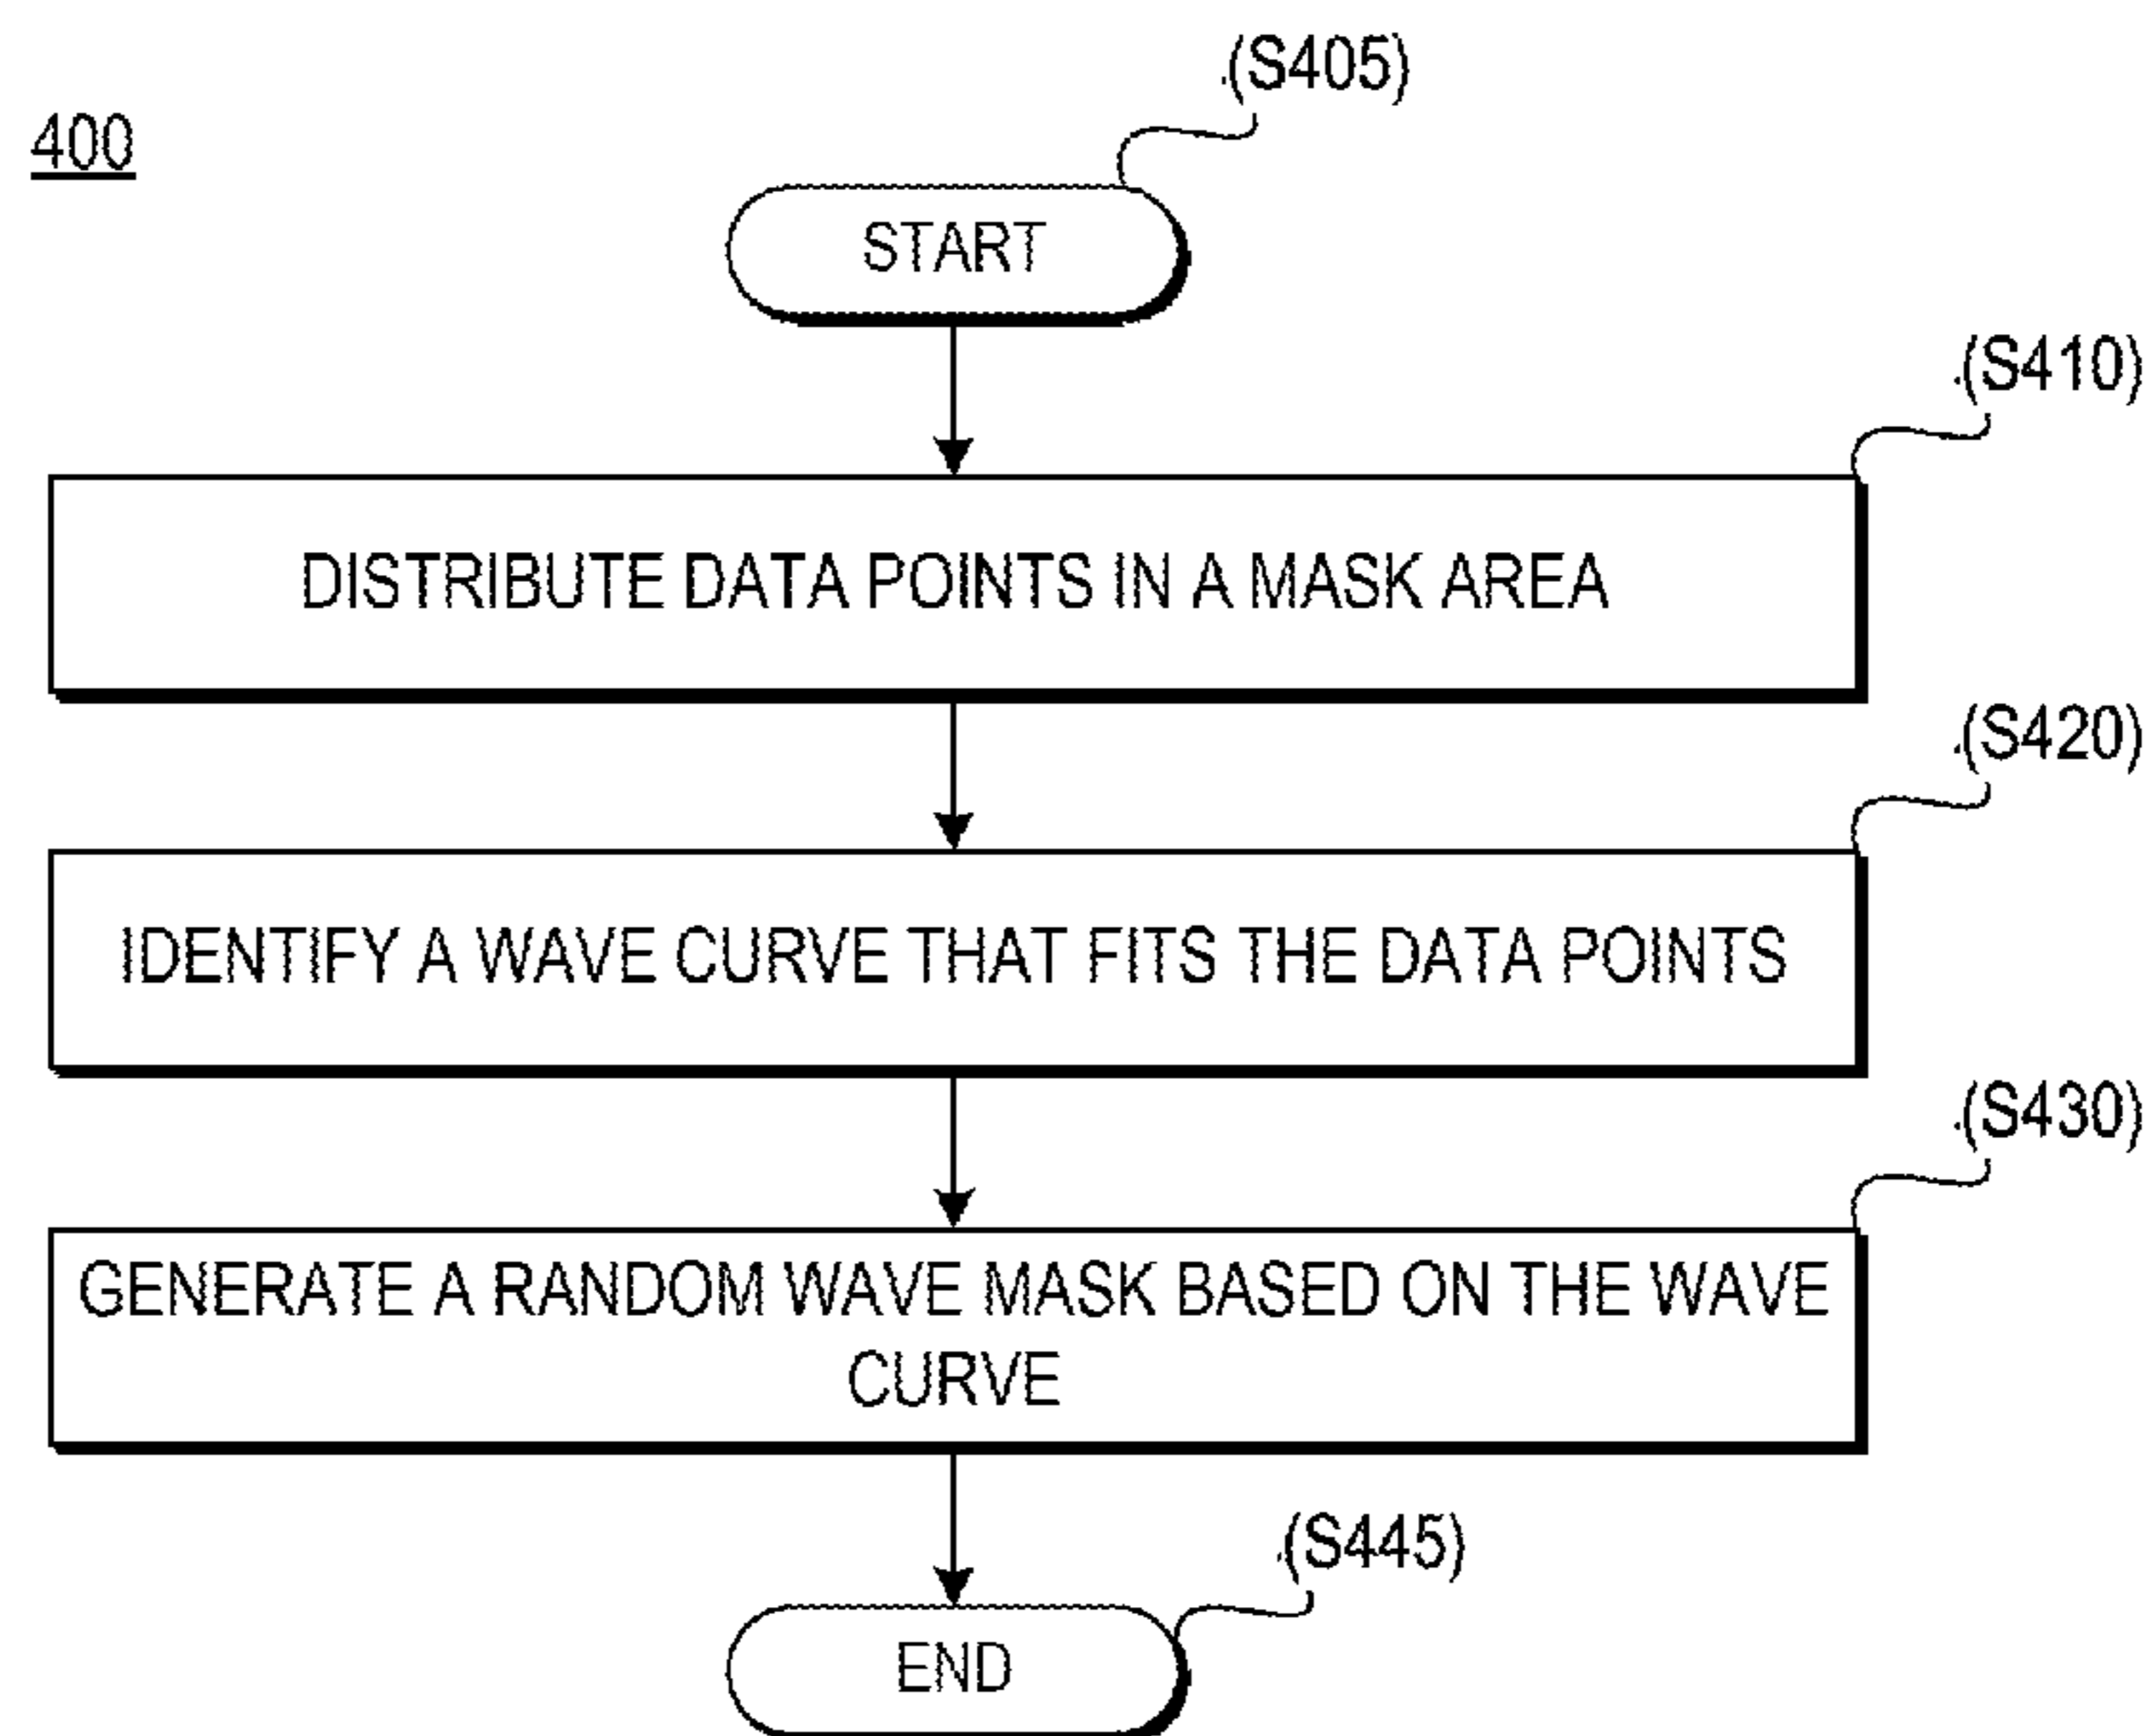 (S405)
400
START
(S410)
DISTRIBUTE DATA POINTS IN A MASK AREA
(S420)
IDENTIFY A WAVE CURVE THAT FITS THE DATA POINTS
(S430)
GENERATE A RANDOM WAVE MASK BASED ON THE WAVE
CURVE
(S445)
END